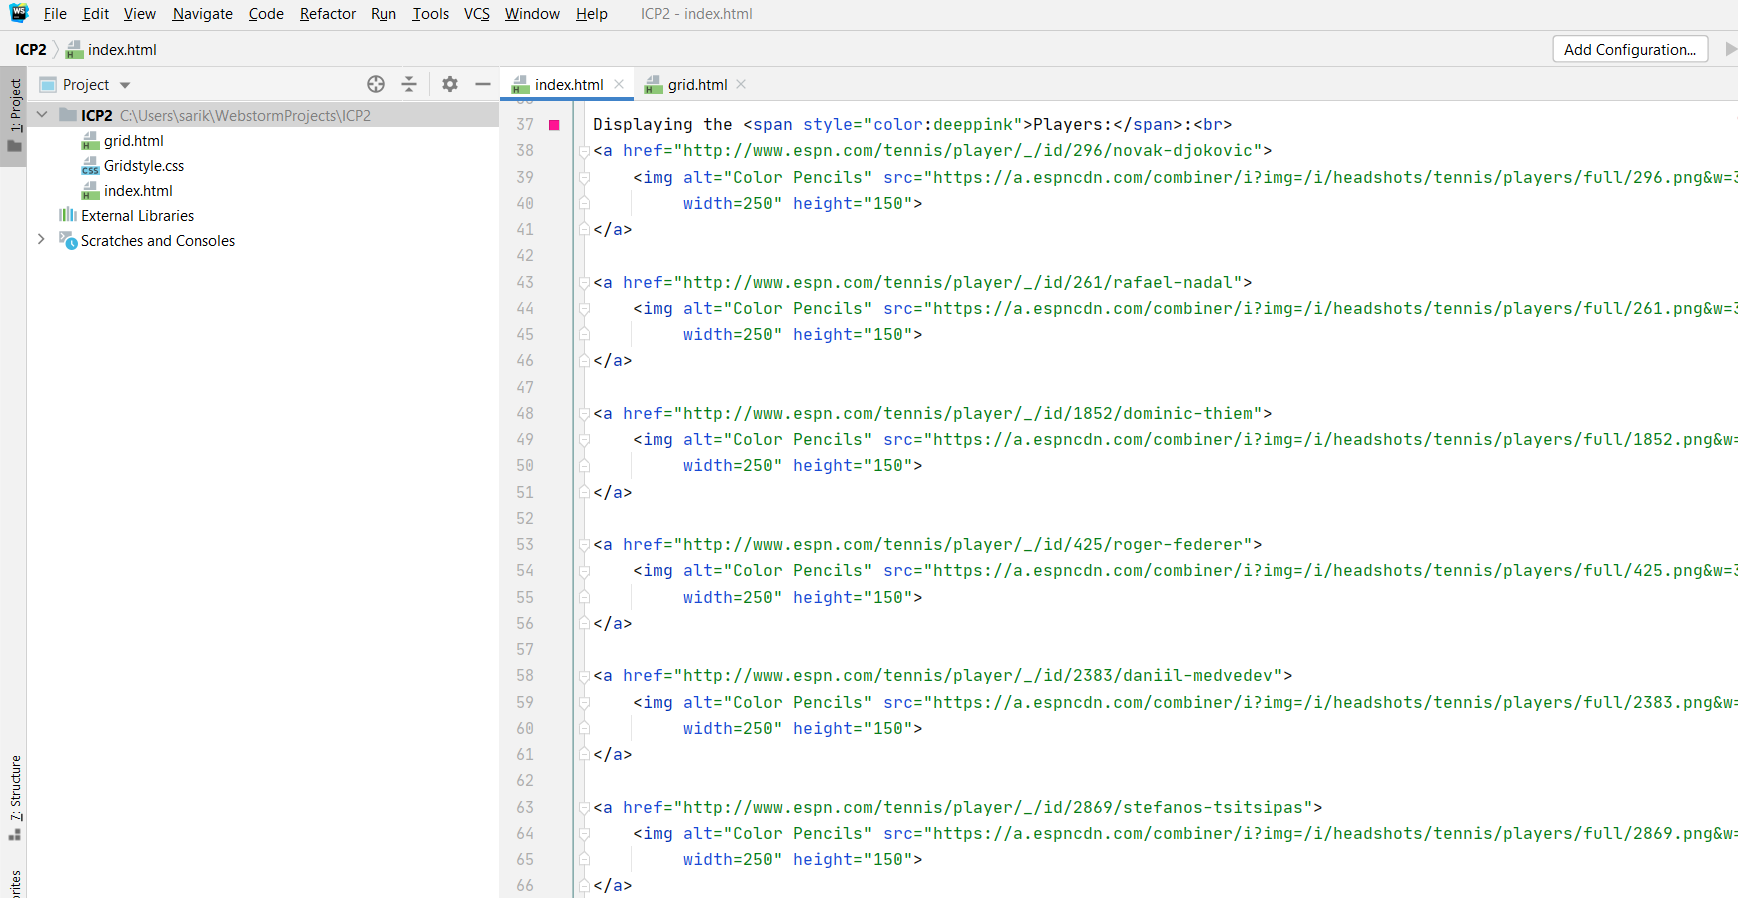 WS File Edit View Navigate Code Refactor Run Tools VCS Window Help ICP2 - index.html
ICP2 index.html Add Configuration...
1: Project
Project
ICP2 C:\Users\sarik\WebstormProjects\ICP2
grid.html
Gridstyle.css
index.html
External Libraries
Scratches and Consoles
7: Structure
index.html grid.html
37 Displaying the <span style="color:deeppink">Players:</span>:<br>
38 <a href="http://www.espn.com/tennis/player/_/id/296/novak-djokovic">
39 <img alt="Color Pencils" src="https://a.espncdn.com/combiner/i?img=/i/headshots/tennis/players/full/296.png&w=3
40 width=250" height="150">
41 </a>
42
43 <a href="http://www.espn.com/tennis/player/_/id/261/rafael-nadal">
44 <img alt="Color Pencils" src="https://a.espncdn.com/combiner/i?img=/i/headshots/tennis/players/full/261.png&w=3
45 width=250" height="150">
46 </a>
47
48 <a href="http://www.espn.com/tennis/player/_/id/1852/dominic-thiem">
49 <img alt="Color Pencils" src="https://a.espncdn.com/combiner/i?img=/i/headshots/tennis/players/full/1852.png&w=
50 width=250" height="150">
51 </a>
52
53 <a href="http://www.espn.com/tennis/player/_/id/425/roger-federer">
54 <img alt="Color Pencils" src="https://a.espncdn.com/combiner/i?img=/i/headshots/tennis/players/full/425.png&w=3
55 width=250" height="150">
56 </a>
57
58 <a href="http://www.espn.com/tennis/player/_/id/2383/daniil-medvedev">
59 <img alt="Color Pencils" src="https://a.espncdn.com/combiner/i?img=/i/headshots/tennis/players/full/2383.png&w=
60 width=250" height="150">
61 </a>
62
63 <a href="http://www.espn.com/tennis/player/_/id/2869/stefanos-tsitsipas">
64 <img alt="Color Pencils" src="https://a.espncdn.com/combiner/i?img=/i/headshots/tennis/players/full/2869.png&w=
65 width=250" height="150">
66 </a>